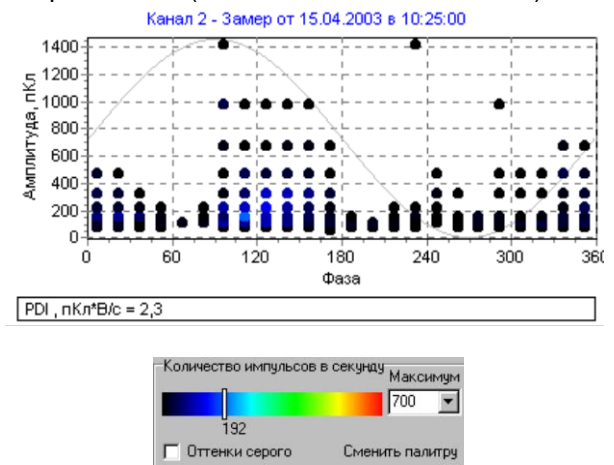 Канал 2 - Замер от 15.04.2003 в 10:25:00
Амплитуда, пКл
1400
1200
1000
800
600
400
200
0
0 60 120 180 240 300 360
Фаза
PDI , пКл*В/с = 2,3
Количество импульсов в секунду
Максимум
700
192
Оттенки серого Сменить палитру